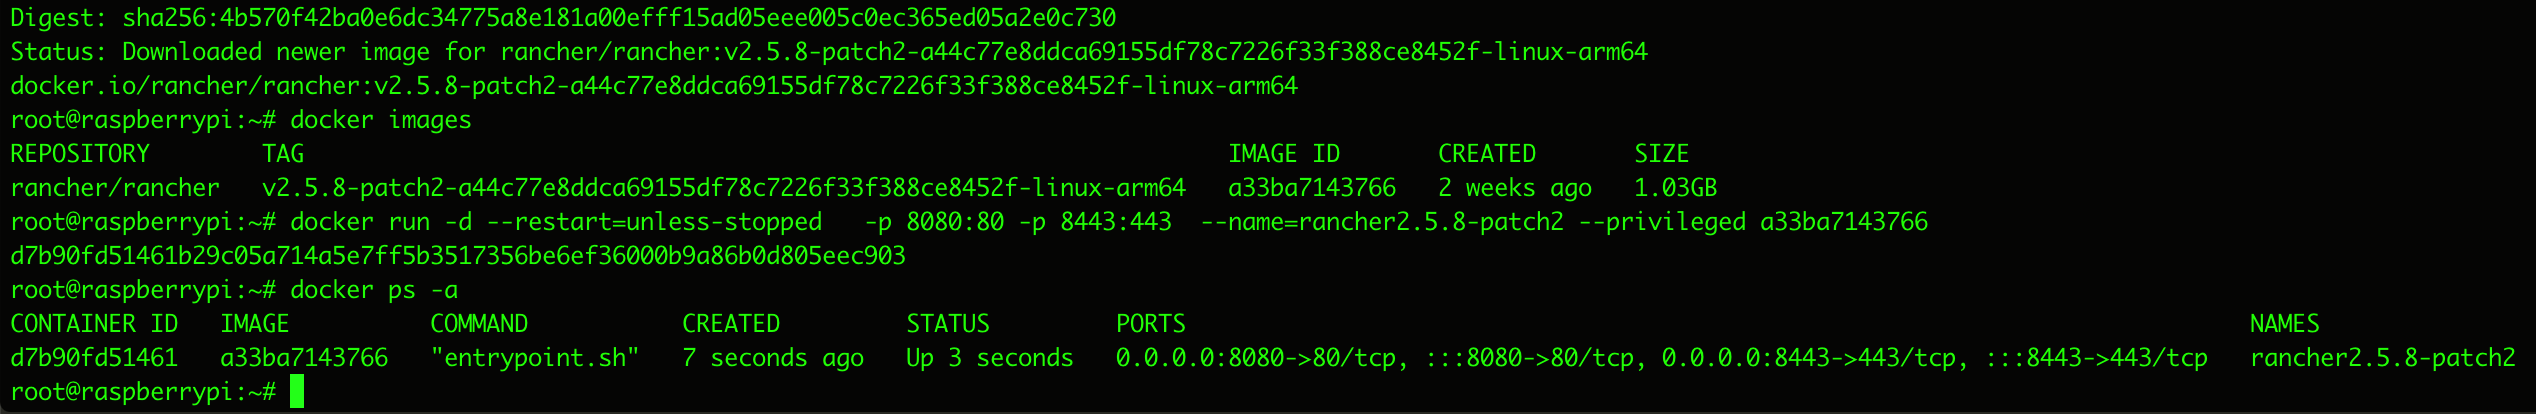 Digest: sha256:4b570f42ba0e6dc34775a8e181a00efff15ad05eee005c0ec365ed05a2e0c730
Status: Downloaded newer image for rancher/rancher:v2.5.8-patch2-a44c77e8ddca69155df78c7226f33f388ce8452f-linux-arm64
docker.io/rancher/rancher:v2.5.8-patch2-a44c77e8ddca69155df78c7226f33f388ce8452f-linux-arm64
root@raspberrypi:~# docker images
REPOSITORY        TAG                                                                  IMAGE ID       CREATED       SIZE
rancher/rancher   v2.5.8-patch2-a44c77e8ddca69155df78c7226f33f388ce8452f-linux-arm64   a33ba7143766   2 weeks ago   1.03GB
root@raspberrypi:~# docker run -d --restart=unless-stopped   -p 8080:80 -p 8443:443  --name=rancher2.5.8-patch2 --privileged a33ba7143766
d7b90fd51461b29c05a714a5e7ff5b3517356be6ef36000b9a86b0d805eec903
root@raspberrypi:~# docker ps -a
CONTAINER ID   IMAGE          COMMAND           CREATED         STATUS         PORTS                                                                            NAMES
d7b90fd51461   a33ba7143766   "entrypoint.sh"   7 seconds ago   Up 3 seconds   0.0.0.0:8080->80/tcp, :::8080->80/tcp, 0.0.0.0:8443->443/tcp, :::8443->443/tcp   rancher2.5.8-patch2
root@raspberrypi:~#